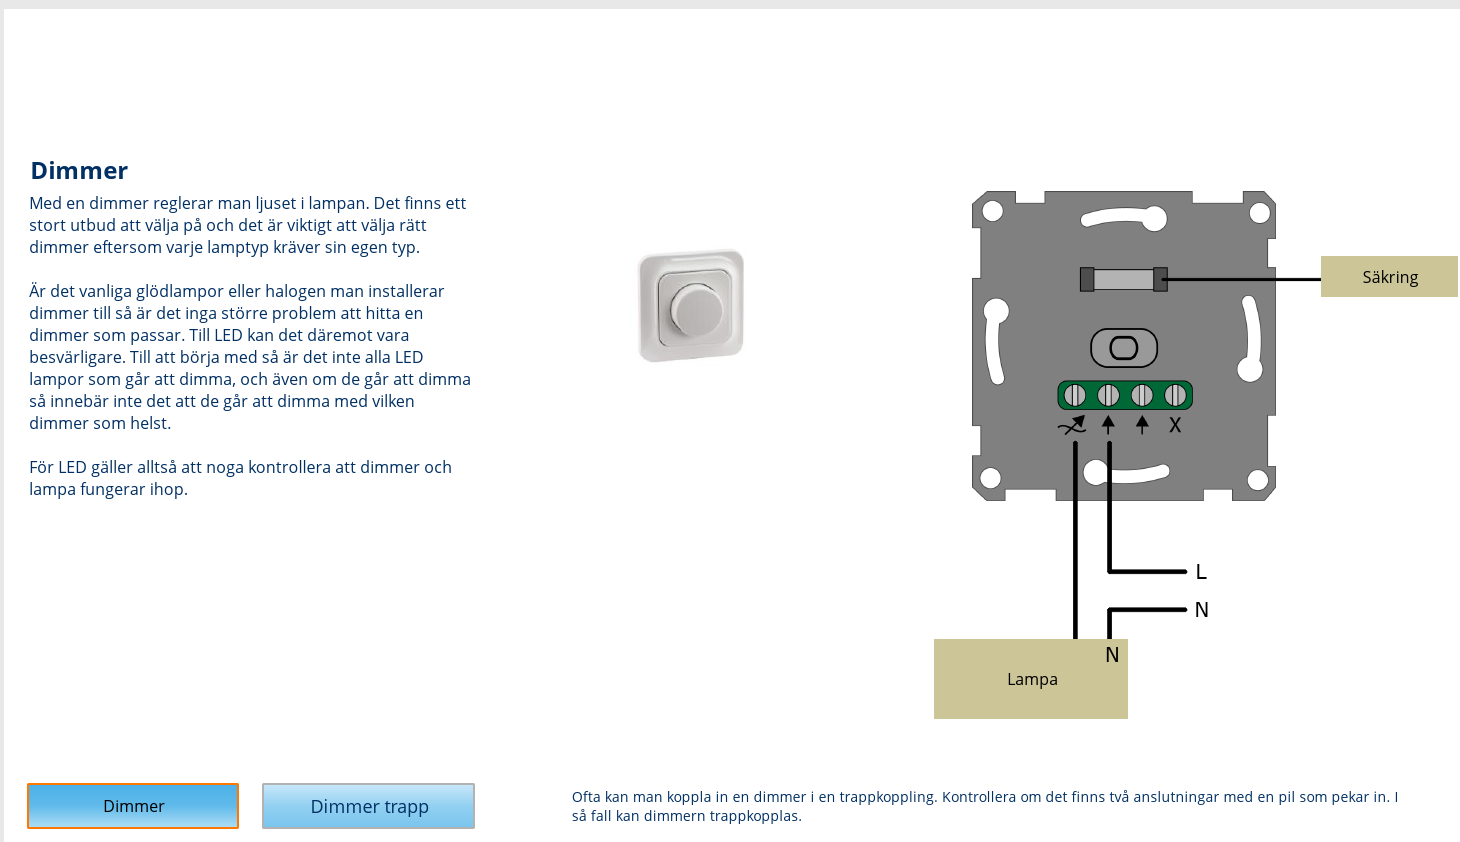 Dimmer
Med en dimmer reglerar man ljuset i lampan. Det finns ett
stort utbud att välja på och det är viktigt att välja rätt
dimmer eftersom varje lamptyp kräver sin egen typ.
Är det vanliga glödlampor eller halogen man installerar
dimmer till så är det inga större problem att hitta en
dimmer som passar. Till LED kan det däremot vara
besvärligare. Till att börja med så är det inte alla LED
lampor som går att dimma, och även om de går att dimma
så innebär inte det att de går att dimma med vilken
dimmer som helst.
För LED gäller alltså att noga kontrollera att dimmer och
lampa fungerar ihop.
Säkring
X
L
N
N
Lampa
Dimmer
Dimmer trapp
Ofta kan man koppla in en dimmer i en trappkoppling. Kontrollera om det finns två anslutningar med en pil som pekar in. I
så fall kan dimmern trappkopplas.